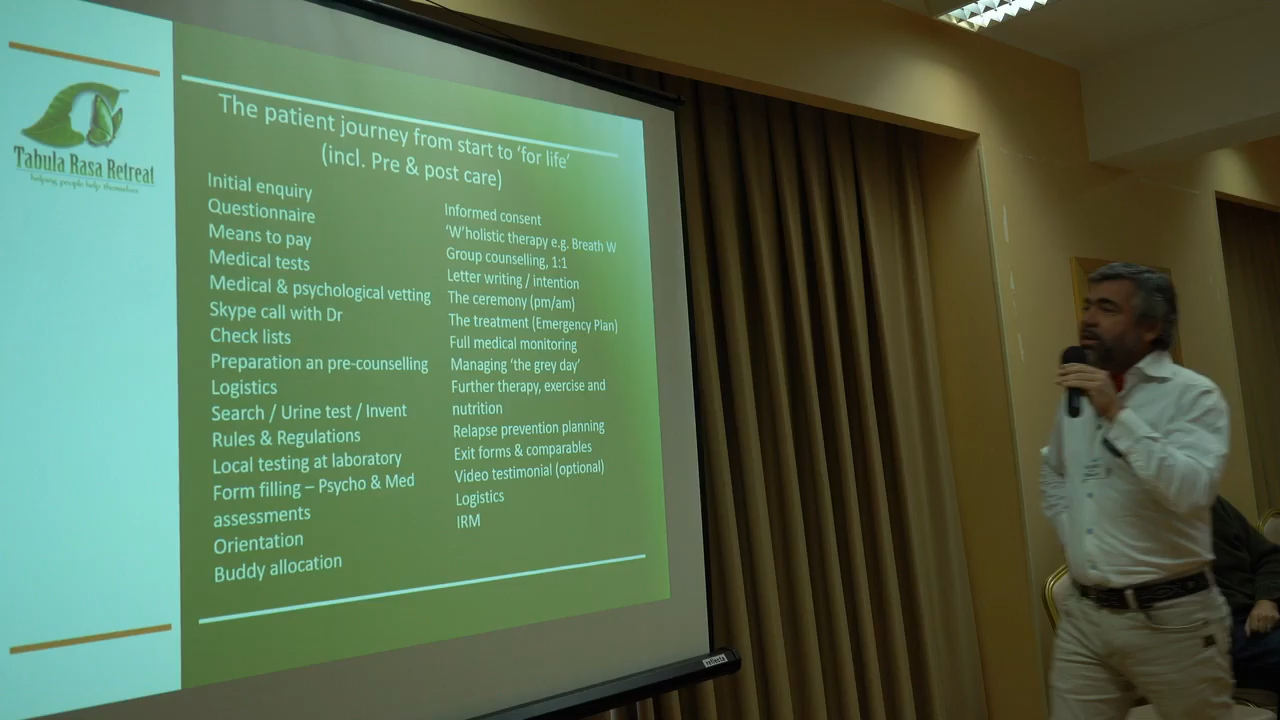 Tabula Rasa Retreat
helping people help themselves
The patient journey from start to 'for life'
(incl. Pre & post care)
Initial enquiry
Questionnaire
Means to pay
Medical tests
Medical & psychological vetting
Skype call with Dr
Check lists
Preparation an pre-counselling
Logistics
Search / Urine test / Invent
Rules & Regulations
Local testing at laboratory
Form filling – Psycho & Med
assessments
Orientation
Buddy allocation
Informed consent
'W'holistic therapy e.g. Breath W
Group counselling, 1:1
Letter writing / intention
The ceremony (pm/am)
The treatment (Emergency Plan)
Full medical monitoring
Managing 'the grey day'
Further therapy, exercise and
nutrition
Relapse prevention planning
Exit forms & comparables
Video testimonial (optional)
Logistics
IRM